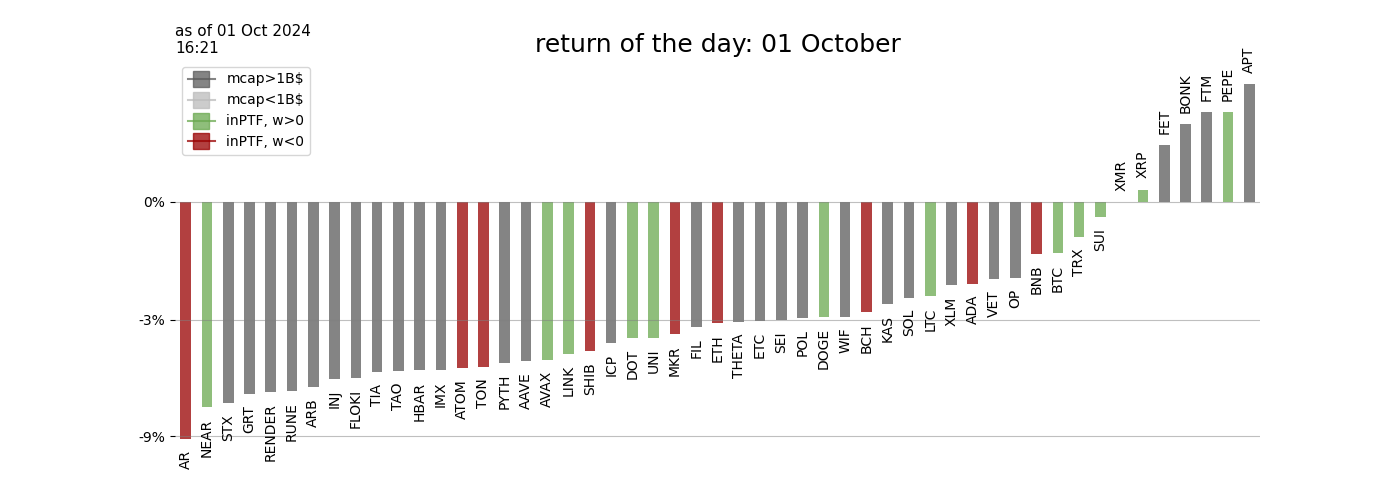 as of 01 Oct 2024
16:21
return of the day: 01 October
mcap>1B$
mcap<1B$
inPTF, w>0
inPTF, w<0
0%
-3%
-9%
AR
NEAR
STX
GRT
RENDER
RUNE
ARB
INJ
FLOKI
TIA
TAO
HBAR
IMX
ATOM
TON
PYTH
AAVE
AVAX
LINK
SHIB
ICP
DOT
UNI
MKR
FIL
ETH
THETA
ETC
SEI
POL
DOGE
WIF
BCH
KAS
SOL
LTC
XLM
ADA
VET
OP
BNB
BTC
TRX
SUI
XMR
XRP
FET
BONK
FTM
PEPE
APT